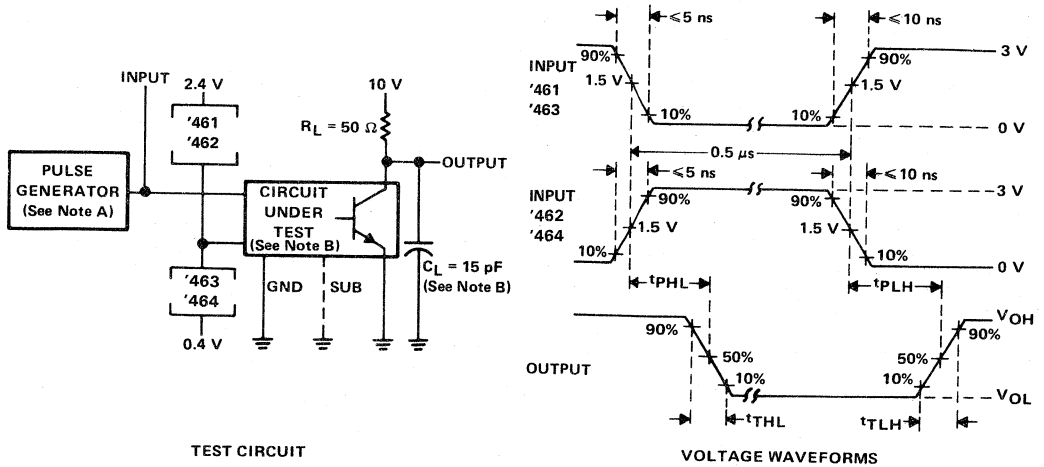 INPUT
2.4 V
'461
'462
PULSE
GENERATOR
(See Note A)
10 V
RL = 50 Ω
OUTPUT
CIRCUIT
UNDER
TEST
(See Note B)
CL = 15 pF
(See Note B)
'463
'464
0.4 V
GND
SUB
TEST CIRCUIT
≤5 ns
≤10 ns
INPUT
'461
'463
90%
1.5 V
10%
10%
90%
1.5 V
3 V
0 V
0.5 μs
≤5 ns
≤10 ns
INPUT
'462
'464
90%
1.5 V
10%
90%
1.5 V
10%
3 V
0 V
tPHL
tPLH
OUTPUT
90%
50%
10%
90%
50%
10%
VOH
VOL
tTHL
tTLH
VOLTAGE WAVEFORMS